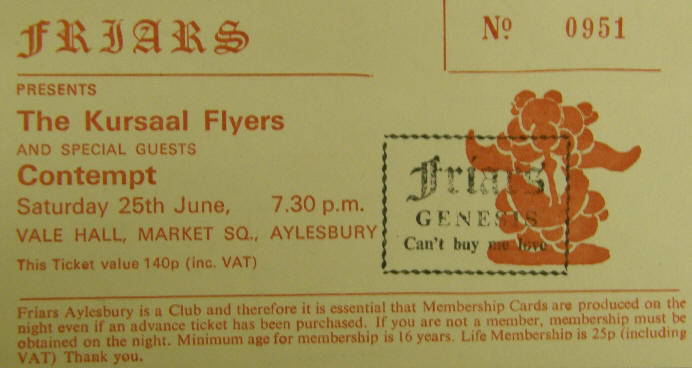 FRIARS
Nº 0951
PRESENTS
The Kursaal Flyers
AND SPECIAL GUESTS
Contempt
Saturday 25th June, 7.30 p.m.
VALE HALL, MARKET SQ., AYLESBURY
This Ticket value 140p (inc. VAT)
Friars
GENESIS
Can't buy me love
Friars Aylesbury is a Club and therefore it is essential that Membership Cards are produced on the
night even if an advance ticket has been purchased. If you are not a member, membership must be
obtained on the night. Minimum age for membership is 16 years. Life Membership is 25p (including
VAT) Thank you.